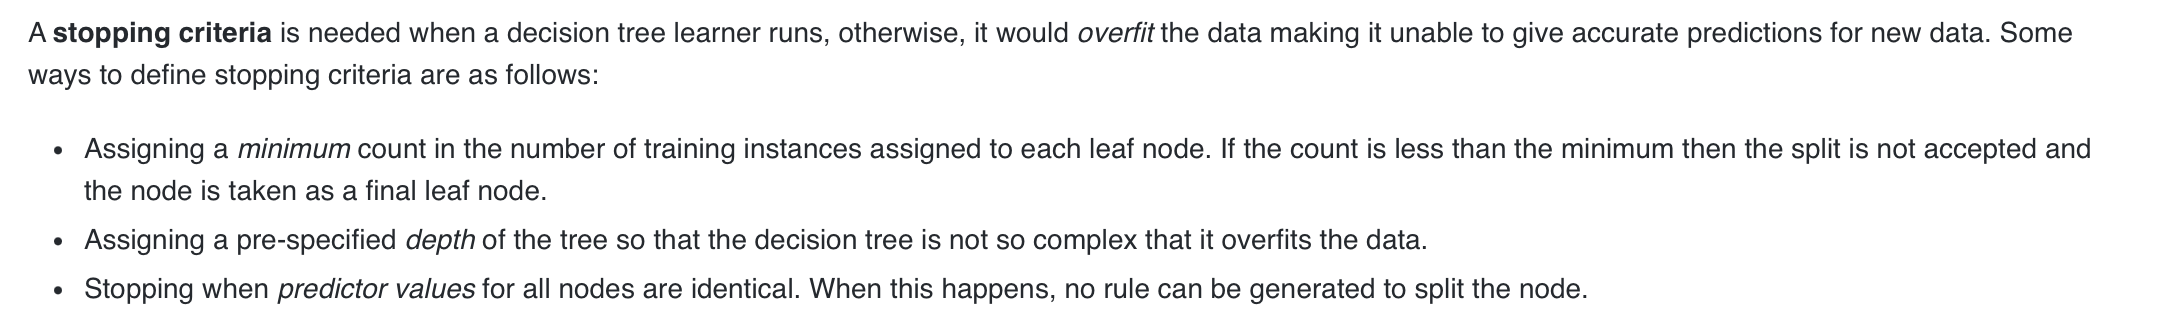 A stopping criteria is needed when a decision tree learner runs, otherwise, it would overfit the data making it unable to give accurate predictions for new data. Some
ways to define stopping criteria are as follows:
• Assigning a minimum count in the number of training instances assigned to each leaf node. If the count is less than the minimum then the split is not accepted and
the node is taken as a final leaf node.
• Assigning a pre-specified depth of the tree so that the decision tree is not so complex that it overfits the data.
• Stopping when predictor values for all nodes are identical. When this happens, no rule can be generated to split the node.